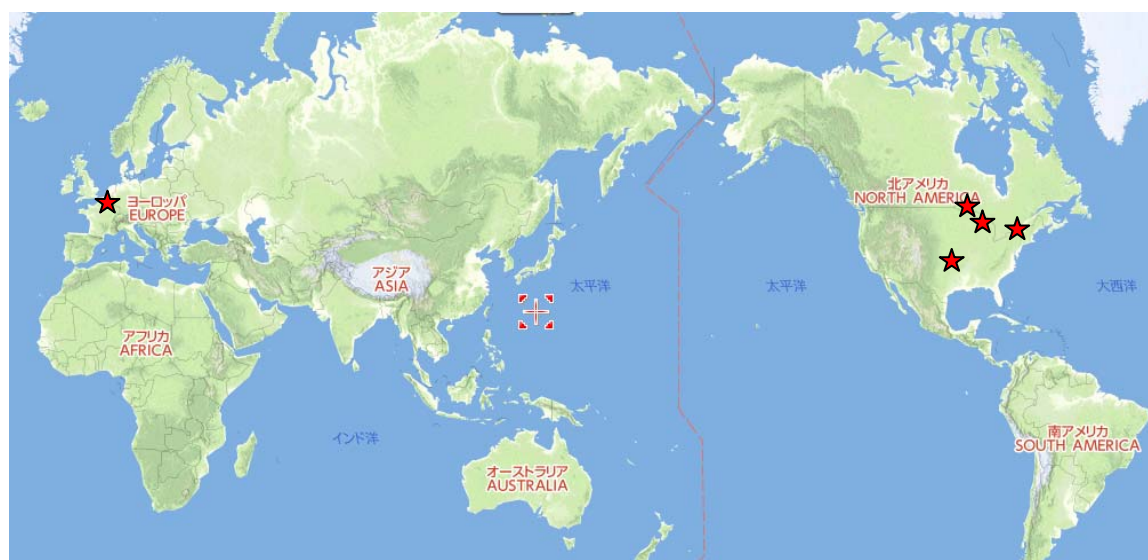 ヨーロッパ
EUROPE
北アメリカ
NORTH AMERICA
アジア
ASIA
太平洋
太平洋
大西洋
アフリカ
AFRICA
インド洋
南アメリカ
SOUTH AMERICA
オーストラリア
AUSTRALIA